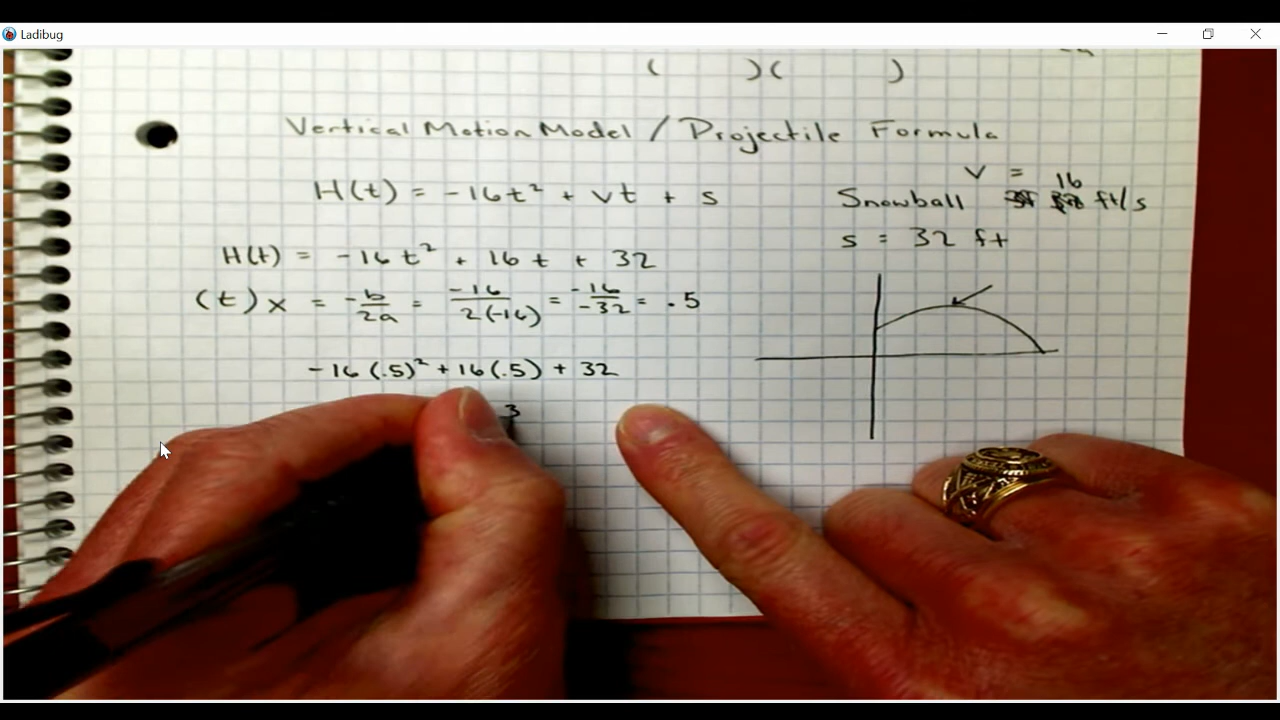 Ladibug
( )( )
Vertical Motion Model / Projectile Formula
V = 16
H(t) = -16t² + vt + s
Snowball ft/s
s = 32 ft
H(t) = -16t² + 16t + 32
(t) x = -b/2a = -16/2(-16) = -16/-32 = .5
-16(.5)² + 16(.5) + 32
3